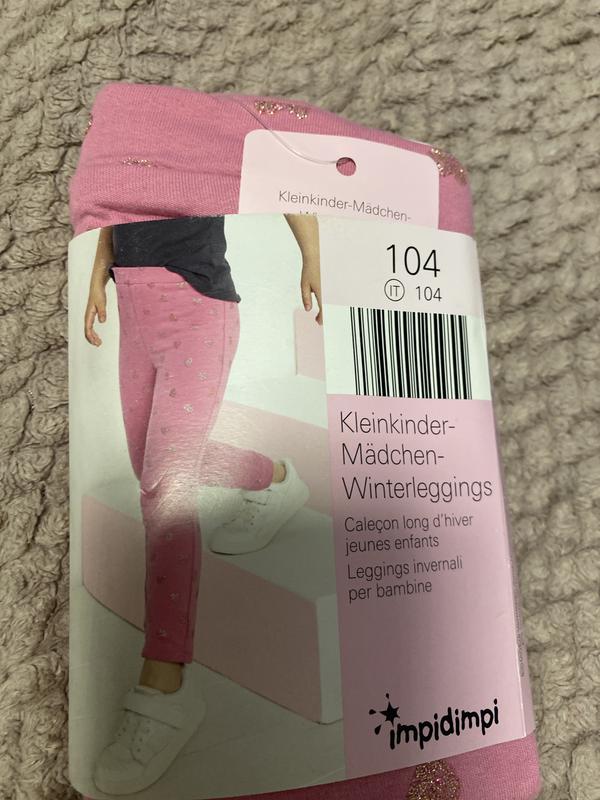 Kleinkinder-Mädchen-
104
IT 104
Kleinkinder-
Mädchen-
Winterleggings
Caleçon long d'hiver
jeunes enfants
Leggings invernali
per bambine
impidimpi